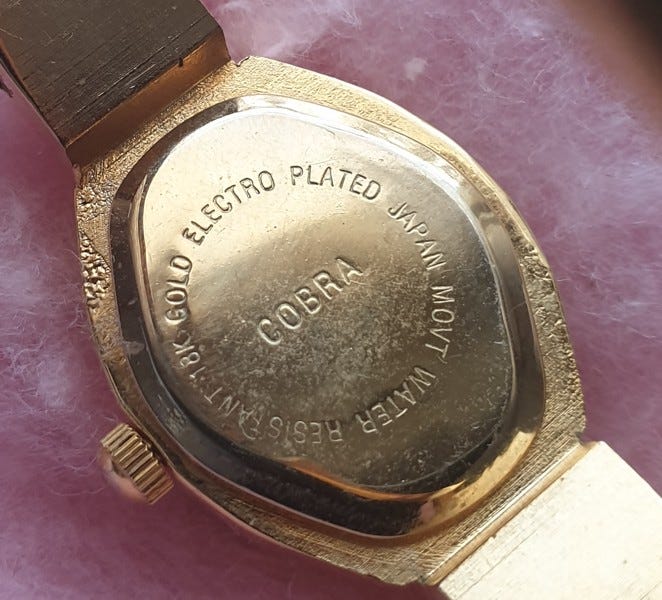 18K GOLD ELECTRO PLATED JAPAN MOVT WATER RESISTANT
COBRA